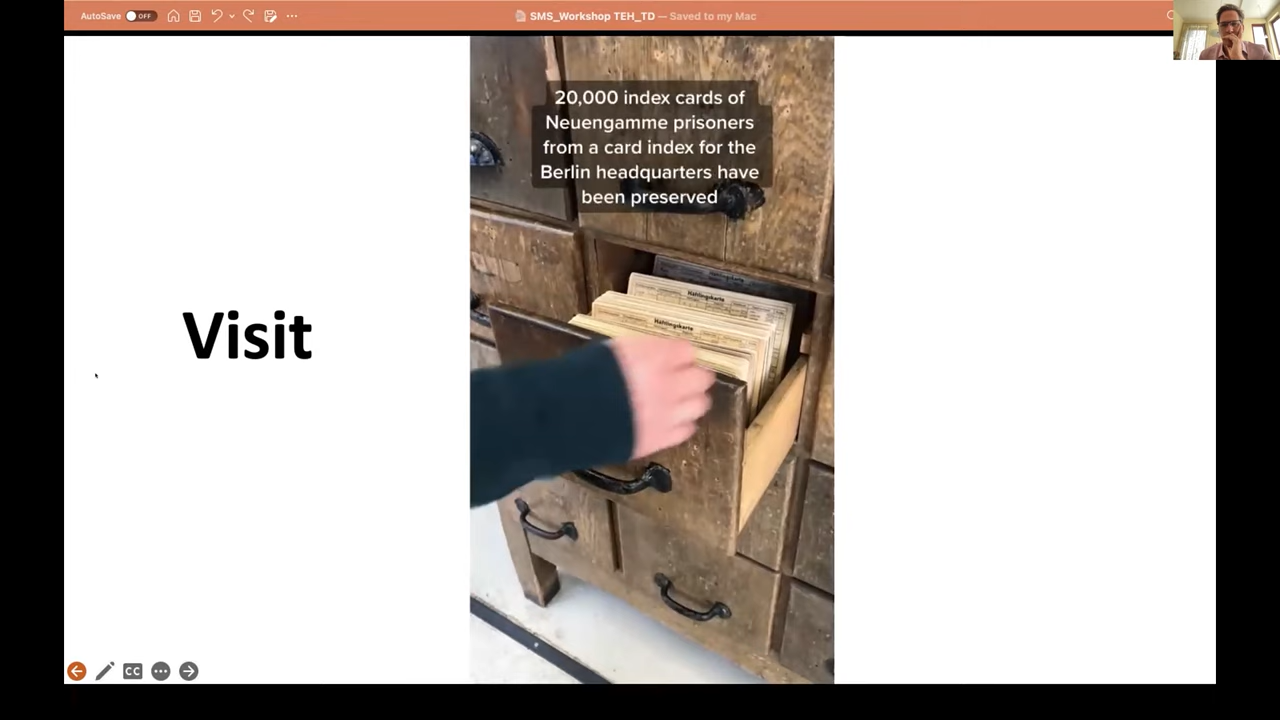 AutoSave OFF
SMS_Workshop TEH_TD — Saved to my Mac
20,000 index cards of
Neuengamme prisoners
from a card index for the
Berlin headquarters have
been preserved
Häftlingskarte
Häftlingskarte
Visit
CC